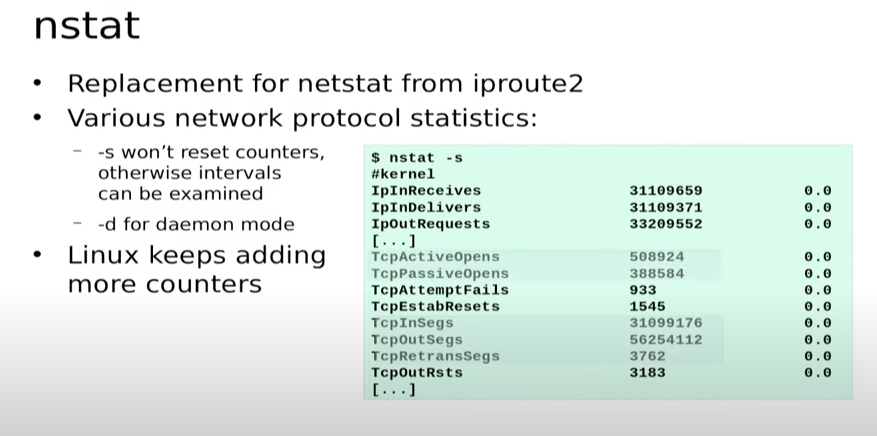 nstat
• Replacement for netstat from iproute2
• Various network protocol statistics:
– -s won't reset counters,
otherwise intervals
can be examined
– -d for daemon mode
• Linux keeps adding
more counters
$ nstat -s
#kernel
IpInReceives 31109659 0.0
IpInDelivers 31109371 0.0
IpOutRequests 33209552 0.0
[...]
TcpActiveOpens 508924 0.0
TcpPassiveOpens 388584 0.0
TcpAttemptFails 933 0.0
TcpEstabResets 1545 0.0
TcpInSegs 31099176 0.0
TcpOutSegs 56254112 0.0
TcpRetransSegs 3762 0.0
TcpOutRsts 3183 0.0
[...]